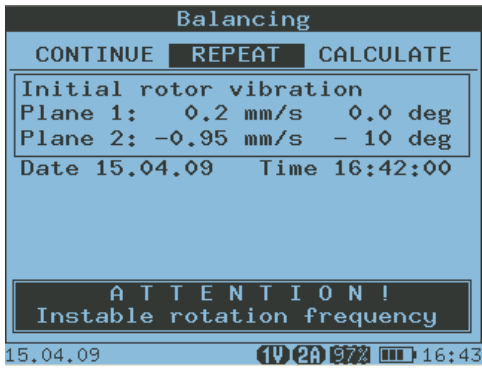 Balancing
CONTINUE REPEAT CALCULATE
Initial rotor vibration
Plane 1: 0.2 mm/s 0.0 deg
Plane 2: -0.95 mm/s - 10 deg
Date 15.04.09 Time 16:42:00
A T T E N T I O N !
Instable rotation frequency
15.04.09 1V 2A 97% 16:43